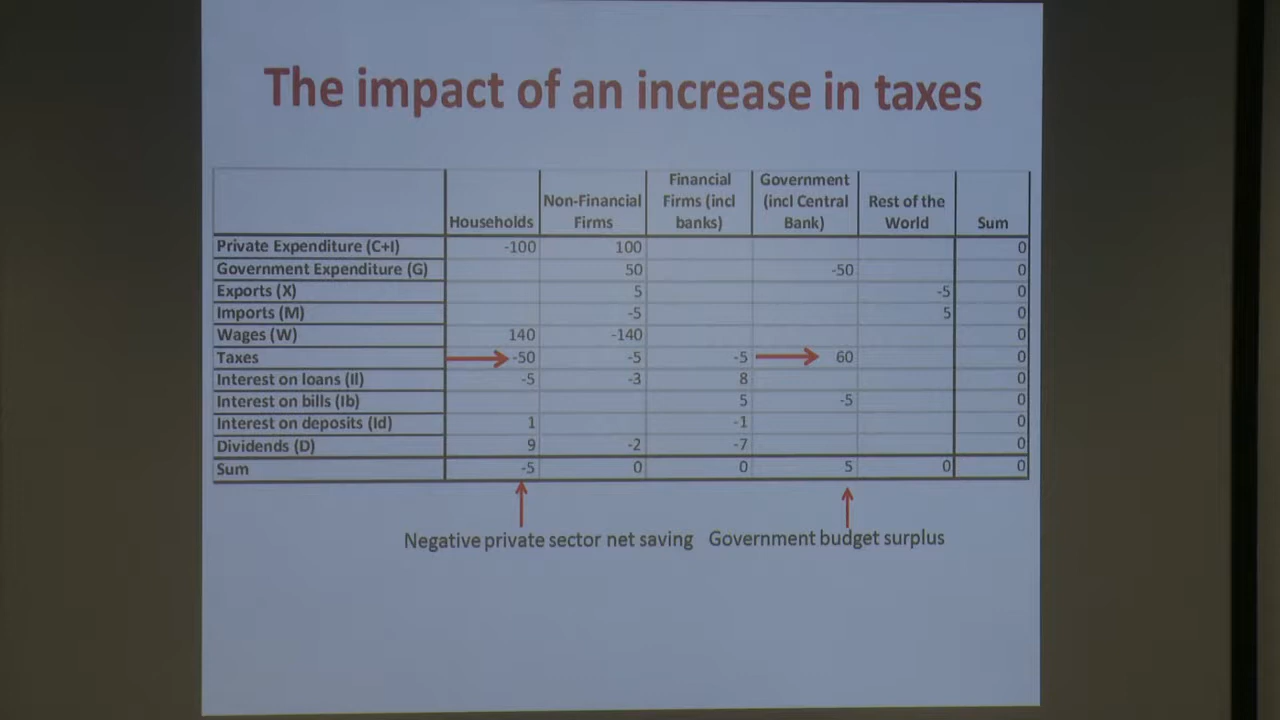 The impact of an increase in taxes
Households Non-Financial Firms Financial Firms (incl banks) Government (incl Central Bank) Rest of the World Sum
Private Expenditure (C+I) -100 100 0
Government Expenditure (G) 50 -50 0
Exports (X) 5 -5 0
Imports (M) -5 5 0
Wages (W) 140 -140 0
Taxes -50 -5 -5 60 0
Interest on loans (Il) -5 -3 8 0
Interest on bills (Ib) 5 -5 0
Interest on deposits (Id) 1 -1 0
Dividends (D) 9 -2 -7 0
Sum -5 0 0 5 0 0
Negative private sector net saving Government budget surplus